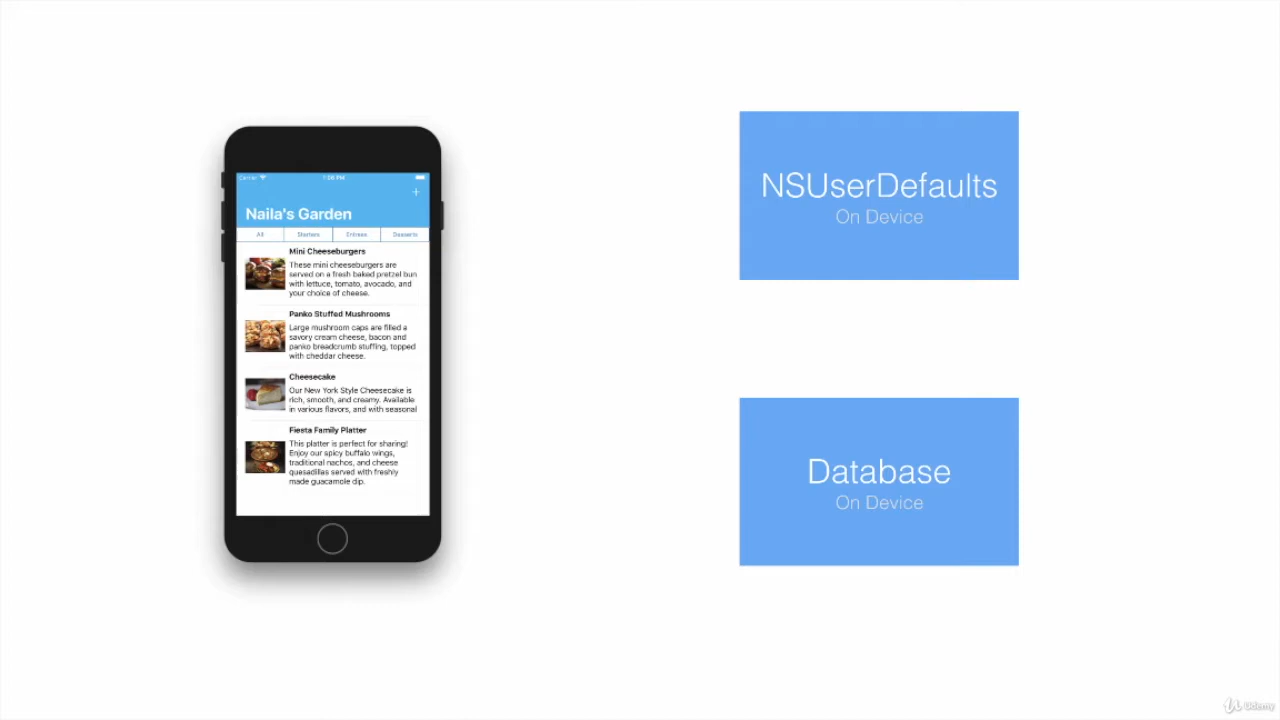 Carrier
1:56 PM
+
Naila's Garden
All
Starters
Entrees
Desserts
Mini Cheeseburgers
These mini cheeseburgers are
served on a fresh baked pretzel bun
with lettuce, tomato, avocado, and
your choice of cheese.
Panko Stuffed Mushrooms
Large mushroom caps are filled a
savory cream cheese, bacon and
panko breadcrumb stuffing, topped
with cheddar cheese.
Cheesecake
Our New York Style Cheesecake is
rich, smooth, and creamy. Available
in various flavors, and with seasonal
Fiesta Family Platter
This platter is perfect for sharing!
Enjoy our spicy buffalo wings,
traditional nachos, and cheese
quesadillas served with freshly
made guacamole dip.
NSUserDefaults
On Device
Database
On Device
Udemy